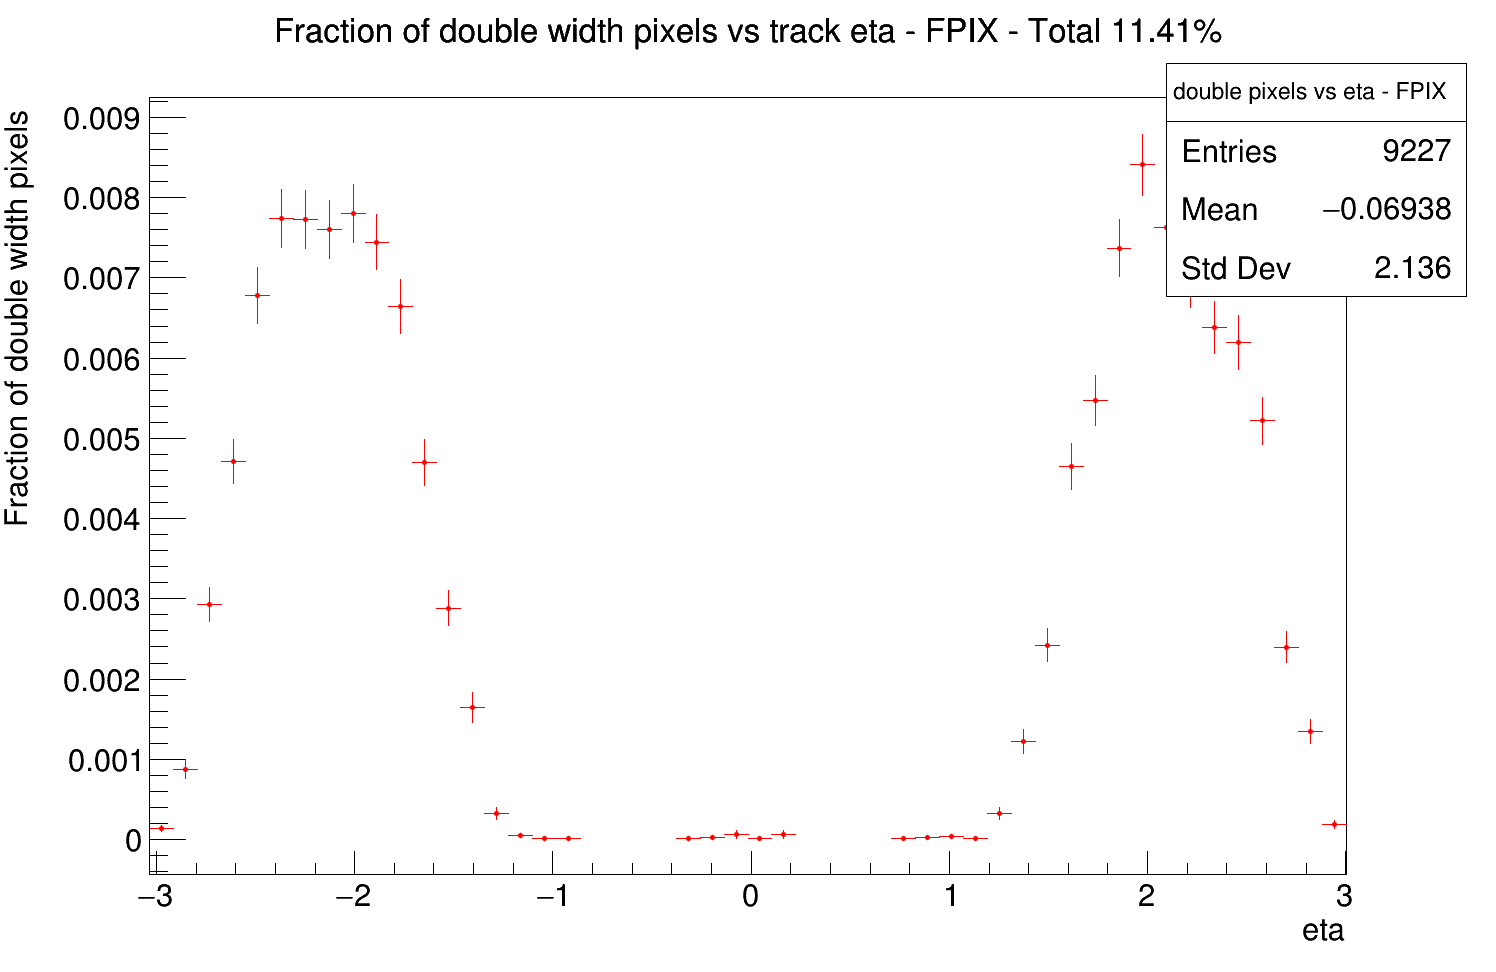 Fraction of double width pixels vs track eta - FPIX - Total 11.41%
double pixels vs eta - FPIX
Entries 9227
Mean −0.06938
Std Dev 2.136
Fraction of double width pixels
0.009
0.008
0.007
0.006
0.005
0.004
0.003
0.002
0.001
0
−3 −2 −1 0 1 2 3
eta